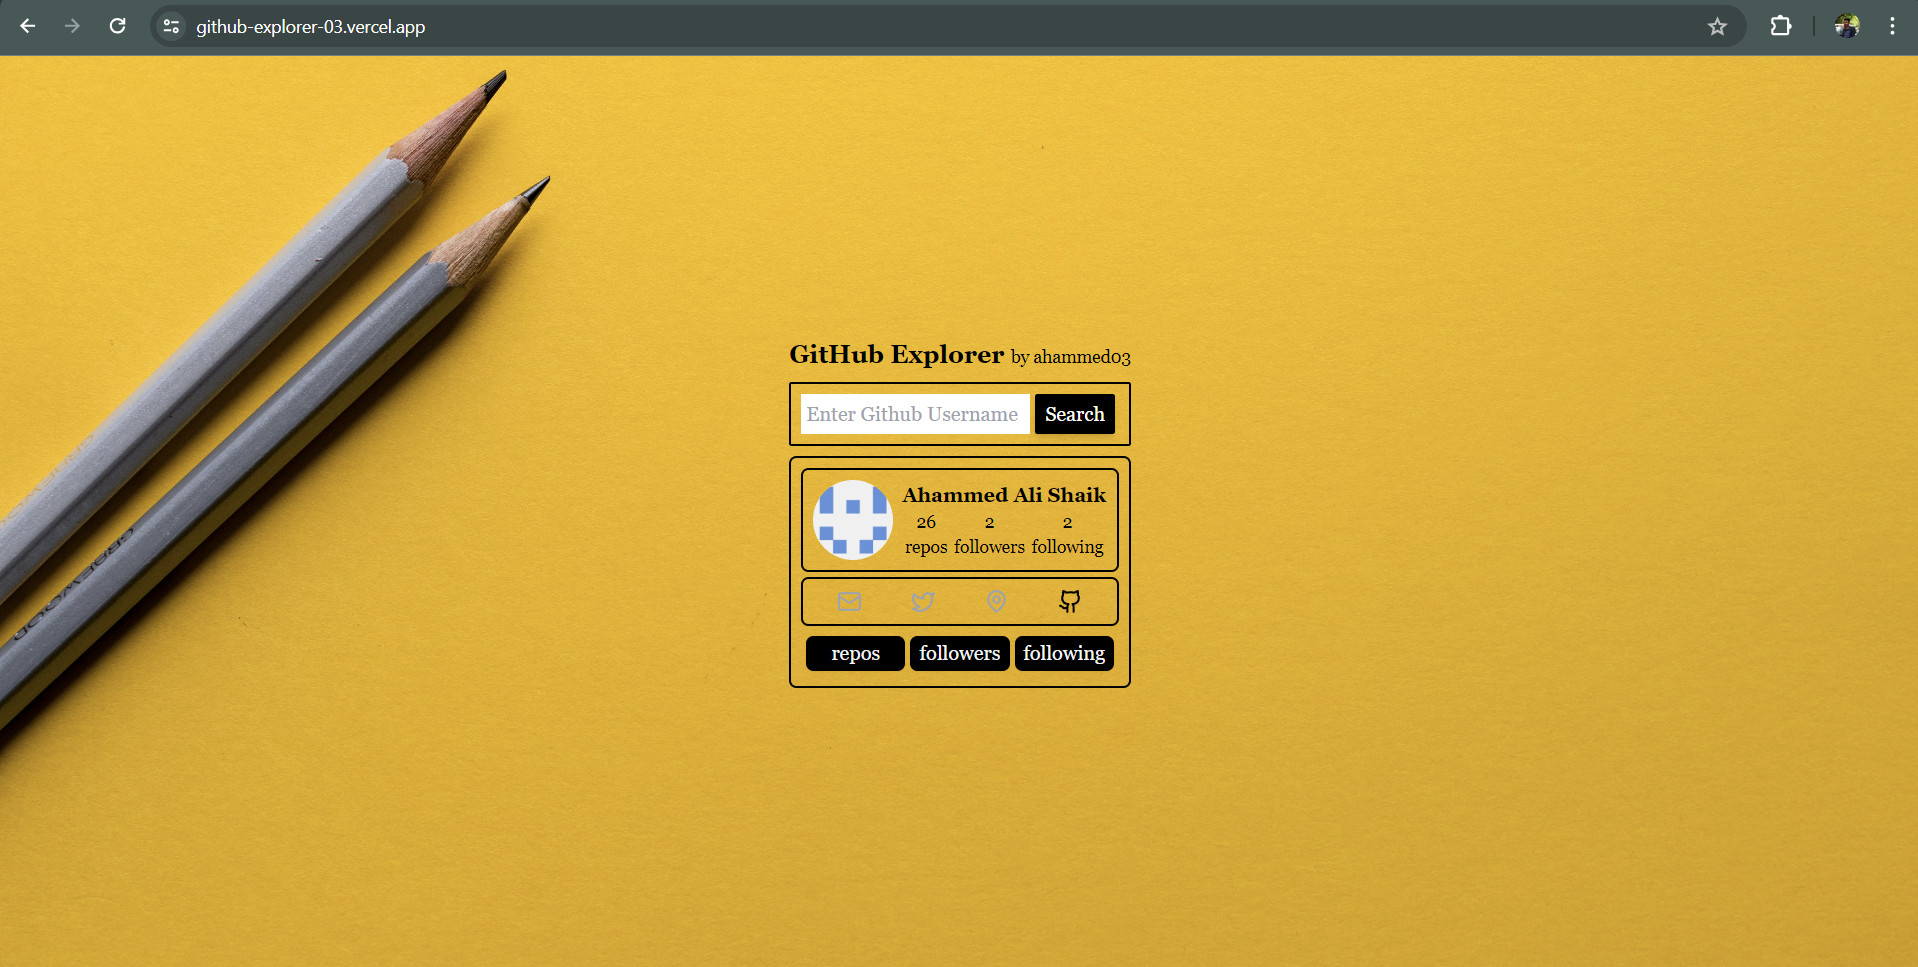 github-explorer-03.vercel.app
GitHub Explorer by ahammed03
Enter Github Username Search
Ahammed Ali Shaik
26 2 2
repos followers following
repos followers following